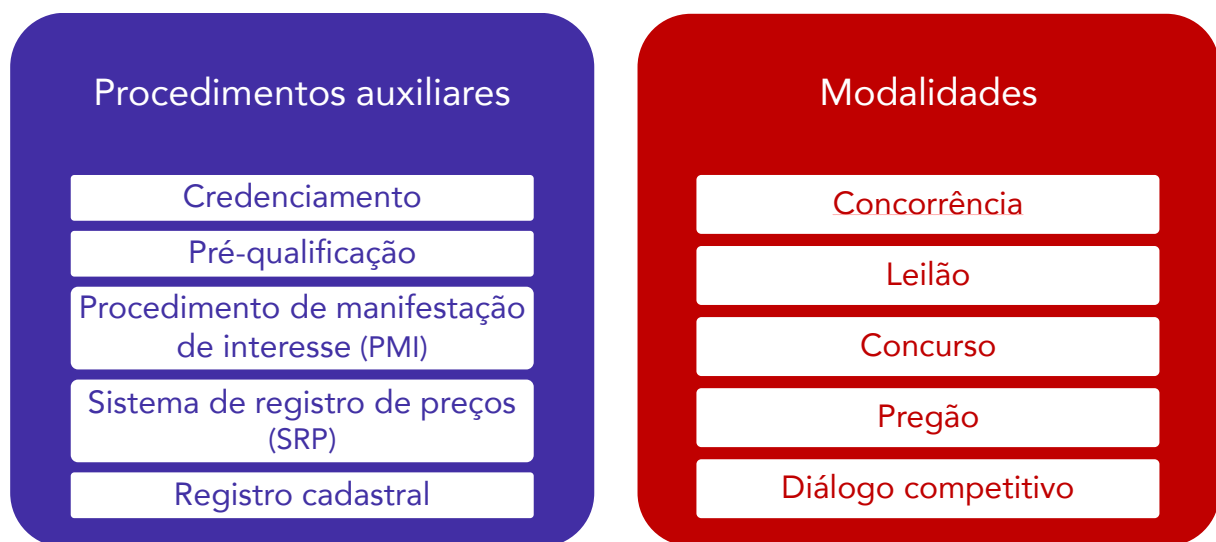 Procedimentos auxiliares
Credenciamento
Pré-qualificação
Procedimento de manifestação
de interesse (PMI)
Sistema de registro de preços
(SRP)
Registro cadastral
Modalidades
Concorrência
Leilão
Concurso
Pregão
Diálogo competitivo